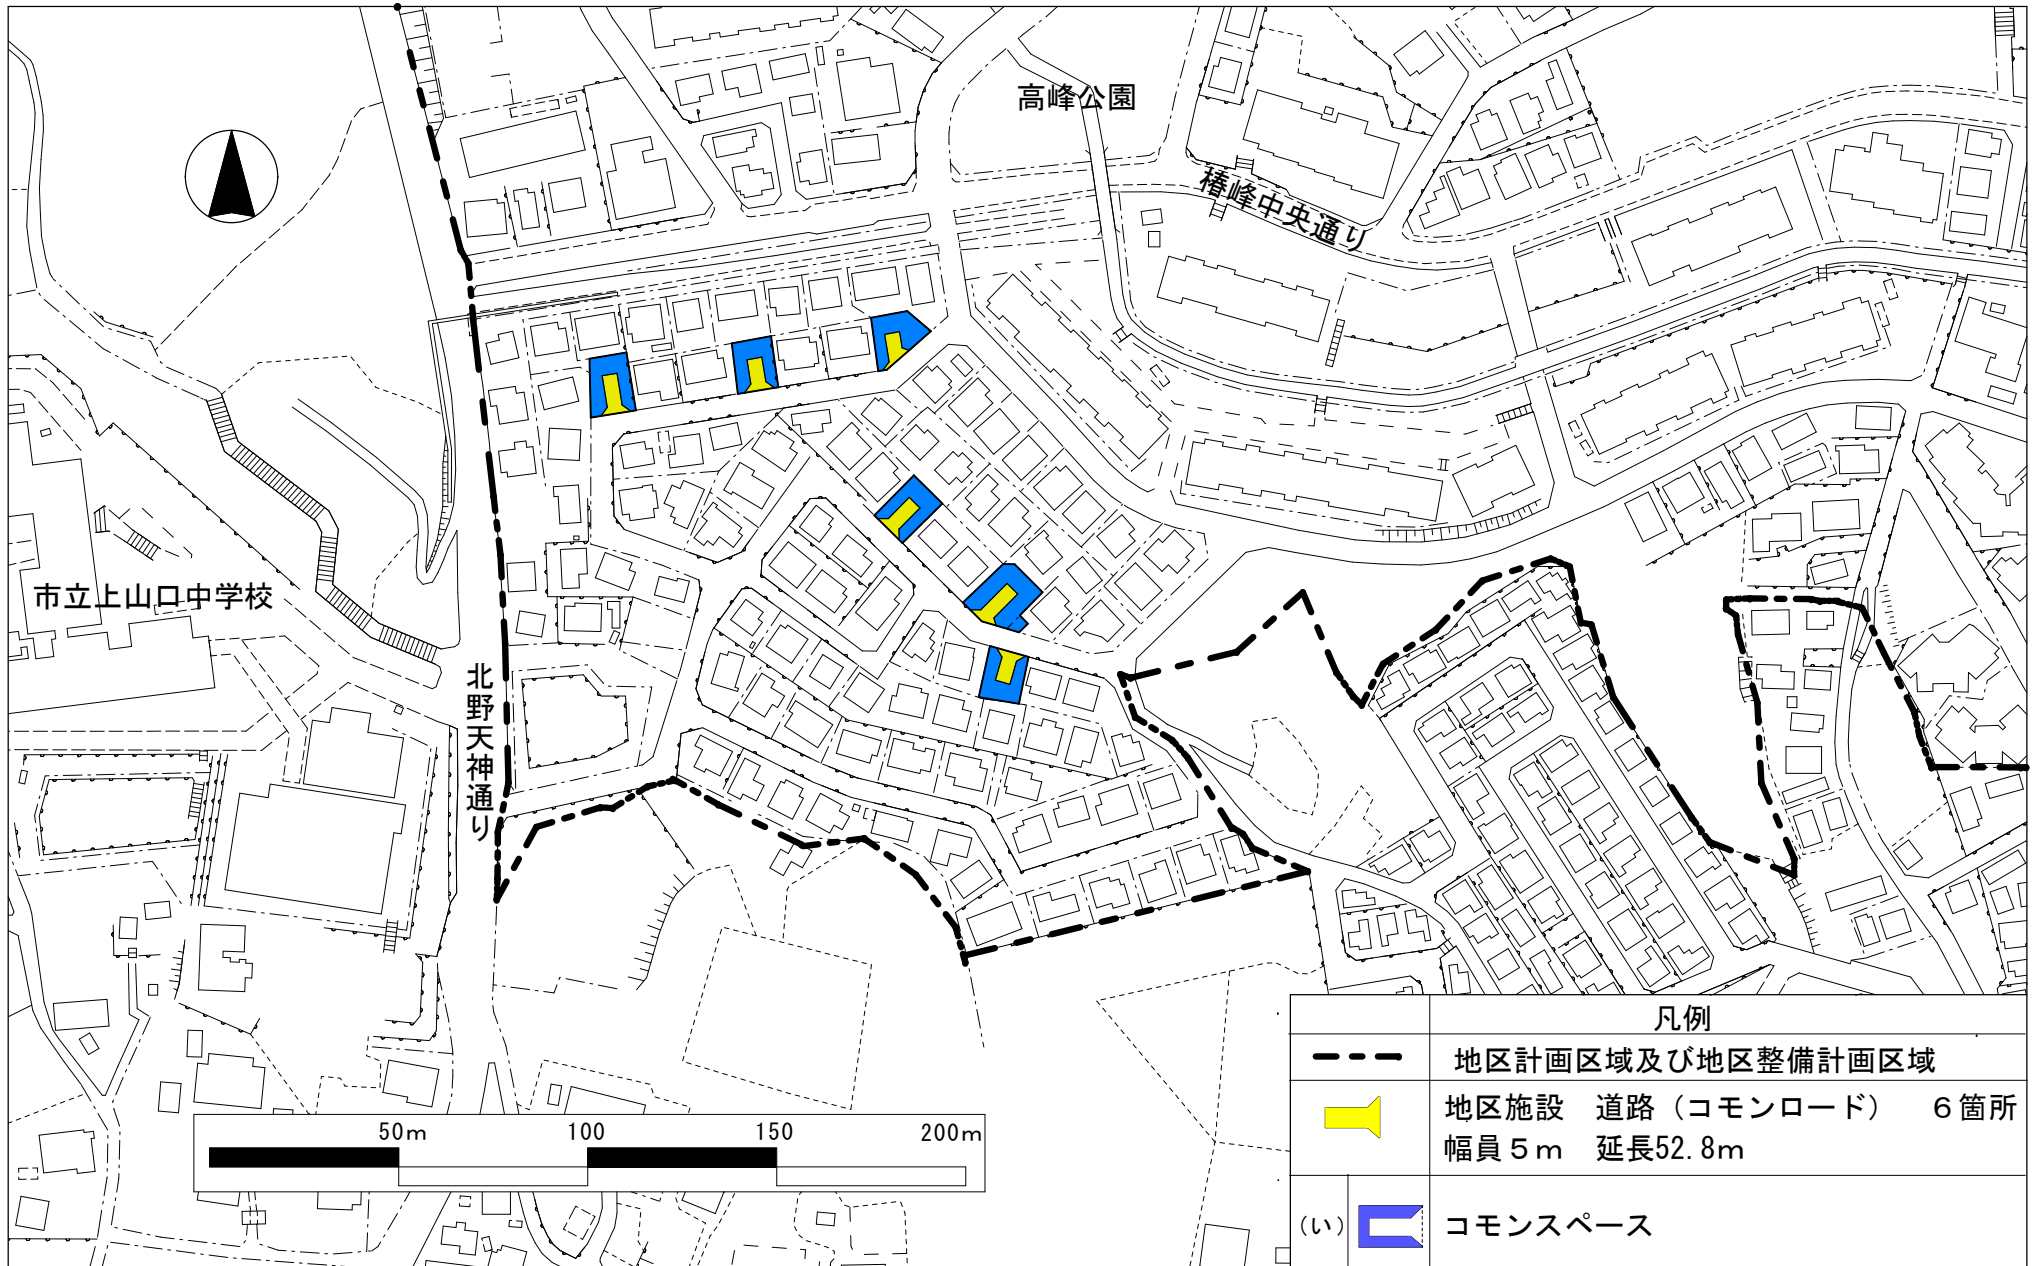 高峰公園
椿峰中央通り
市立上山口中学校
北野天神通り
50m 100 150 200m
凡例
地区計画区域及び地区整備計画区域
地区施設 道路（コモンロード） ６箇所
幅員５ｍ 延長52.8m
(い) コモンスペース